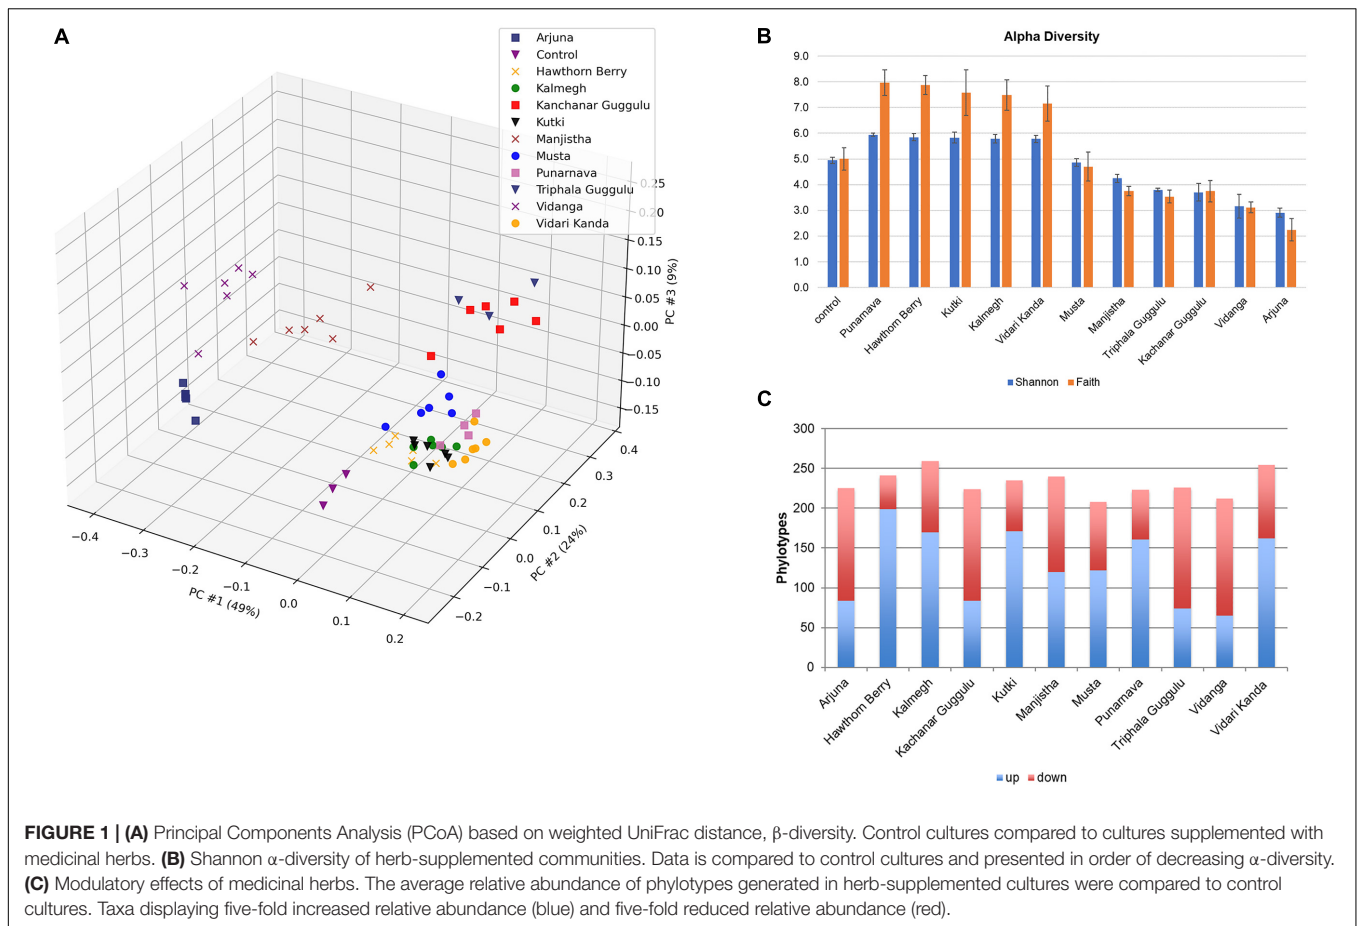 A
Arjuna
Control
Hawthorn Berry
Kalmegh
Kanchanar Guggulu
Kutki
Manjistha
Musta
Punarnava
Triphala Guggulu
Vidanga
Vidari Kanda
0.25
0.20
0.15
0.10
0.05
0.00
−0.05
−0.10
−0.15
PC #3 (9%)
0.4
0.3
0.2
0.1
0.0
−0.1
−0.2
PC #2 (24%)
−0.4
−0.3
−0.2
−0.1
0.0
0.1
0.2
PC #1 (49%)
B
Alpha Diversity
9.0
8.0
7.0
6.0
5.0
4.0
3.0
2.0
1.0
0.0
control
Punarnava
Hawthorn Berry
Kutki
Kalmegh
Vidari Kanda
Musta
Manjistha
Triphala Guggulu
Kachanar Guggulu
Vidanga
Arjuna
Shannon Faith
C
300
250
200
150
100
50
0
Phylotypes
Arjuna
Hawthorn Berry
Kalmegh
Kachanar Guggulu
Kutki
Manjistha
Musta
Punarnava
Triphala Guggulu
Vidanga
Vidari Kanda
up down
FIGURE 1 | (A) Principal Components Analysis (PCoA) based on weighted UniFrac distance, β-diversity. Control cultures compared to cultures supplemented with
medicinal herbs. (B) Shannon α-diversity of herb-supplemented communities. Data is compared to control cultures and presented in order of decreasing α-diversity.
(C) Modulatory effects of medicinal herbs. The average relative abundance of phylotypes generated in herb-supplemented cultures were compared to control
cultures. Taxa displaying five-fold increased relative abundance (blue) and five-fold reduced relative abundance (red).